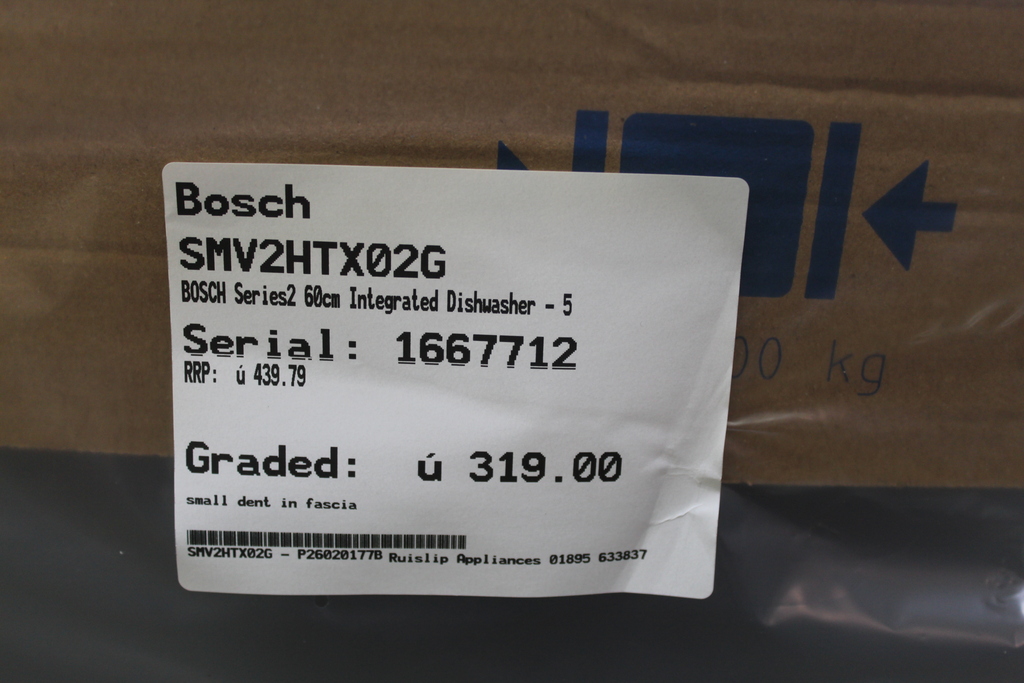 Bosch
SMV2HTX02G
BOSCH Series2 60cm Integrated Dishwasher - 5
Serial: 1667712
RRP: ú 439.79
00 kg
Graded: ú 319.00
small dent in fascia
SMV2HTX02G - P26020177B Ruislip Appliances 01895 633837